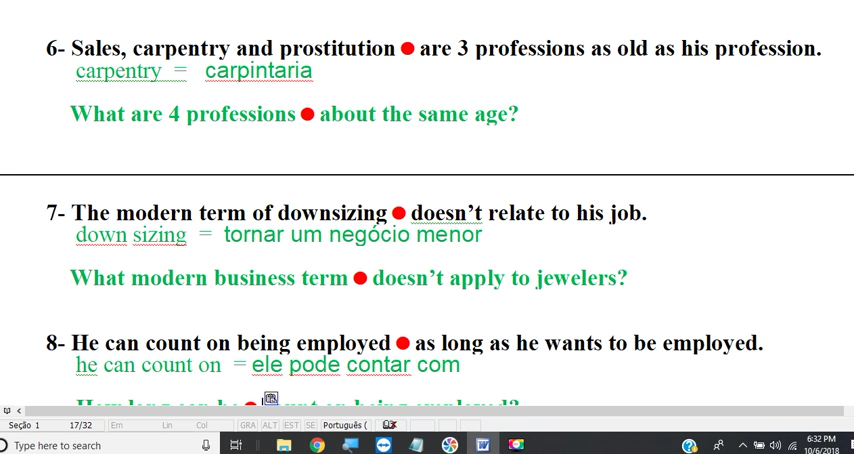 6- Sales, carpentry and prostitution ● are 3 professions as old as his profession.
carpentry = carpintaria
What are 4 professions ● about the same age?
7- The modern term of downsizing ● doesn't relate to his job.
down sizing = tornar um negócio menor
What modern business term ● doesn't apply to jewelers?
8- He can count on being employed ● as long as he wants to be employed.
he can count on = ele pode contar com
Seção 1 17/32 Em Lin Col GRA ALT EST SE Português (
Type here to search
6:32 PM
10/6/2018